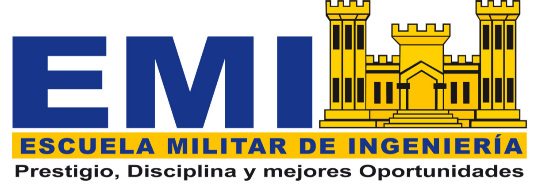 EMI
ESCUELA MILITAR DE INGENIERÍA
Prestigio, Disciplina y mejores Oportunidades